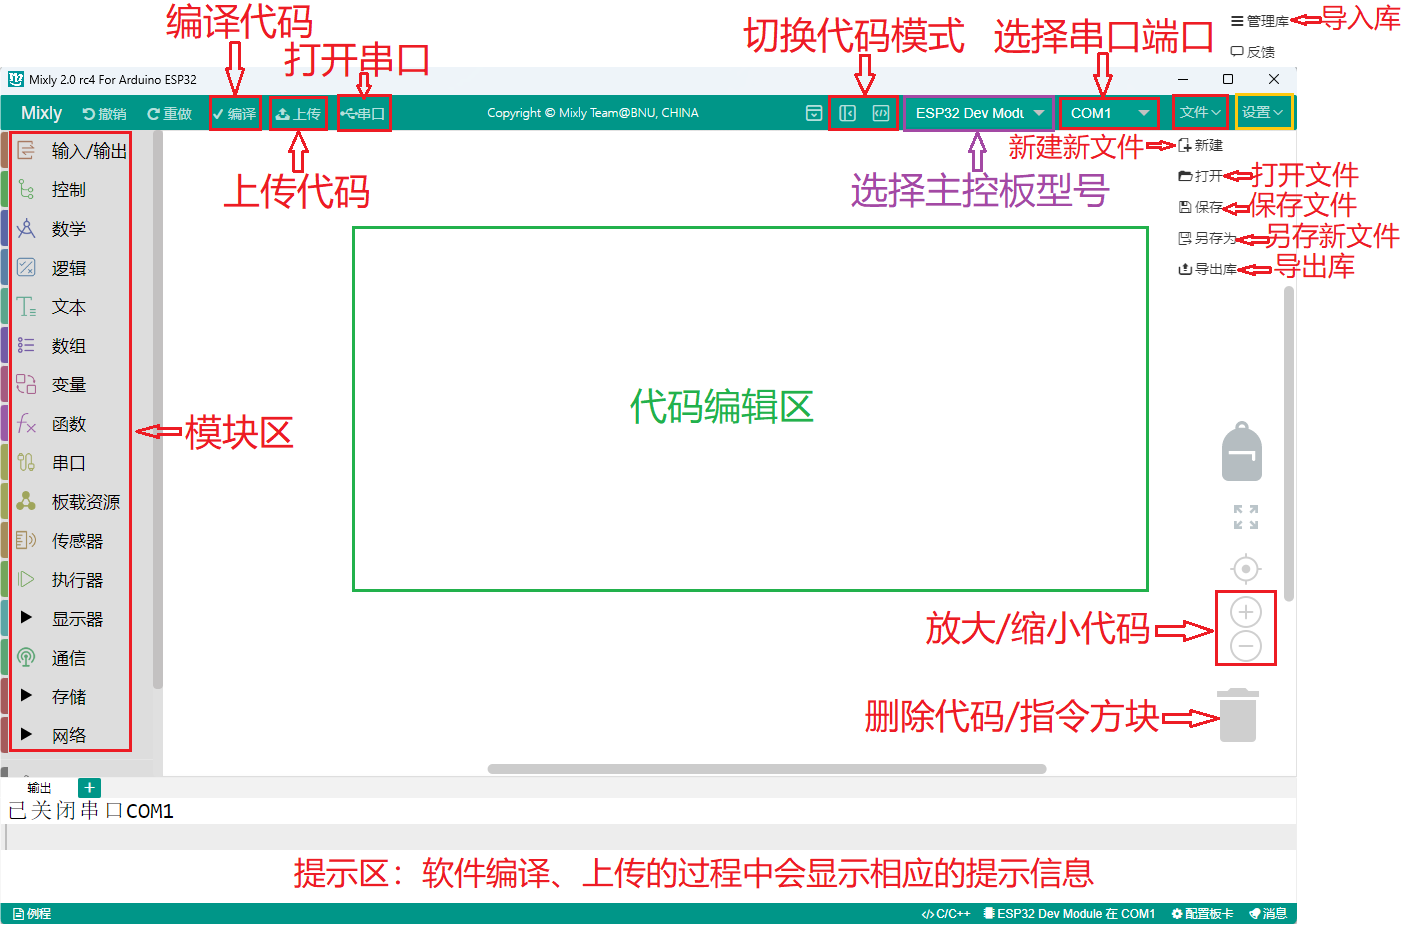 编译代码
打开串口
切换代码模式
选择串口端口
管理库
导入库
反馈
Mixly 2.0 rc4 For Arduino ESP32
Mixly
撤销
重做
编译
上传
串口
Copyright © Mixly Team@BNU, CHINA
ESP32 Dev Modu
COM1
文件
设置
上传代码
选择主控板型号
新建新文件
新建
打开
打开文件
保存
保存文件
另存为
另存新文件
导出库
导出库
输入/输出
控制
数学
逻辑
文本
数组
变量
函数
串口
板载资源
传感器
执行器
显示器
通信
存储
网络
模块区
代码编辑区
放大/缩小代码
删除代码/指令方块
输出
已关闭串口COM1
提示区：软件编译、上传的过程中会显示相应的提示信息
例程
C/C++
ESP32 Dev Module 在 COM1
配置板卡
消息